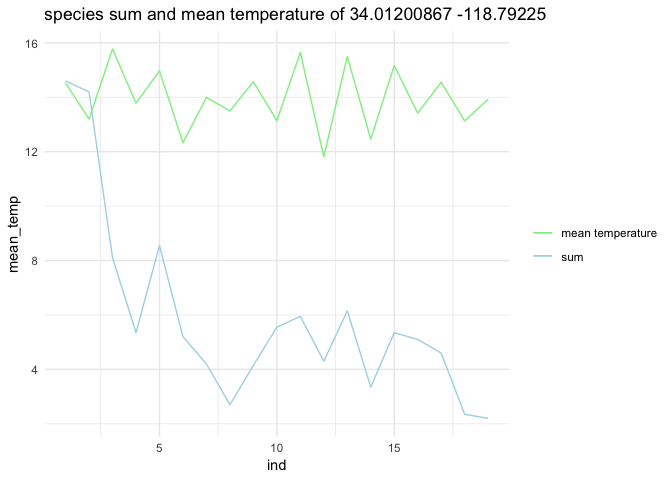 species sum and mean temperature of 34.01200867 -118.79225
16
12
8
4
mean_temp
5
10
15
ind
mean temperature
sum